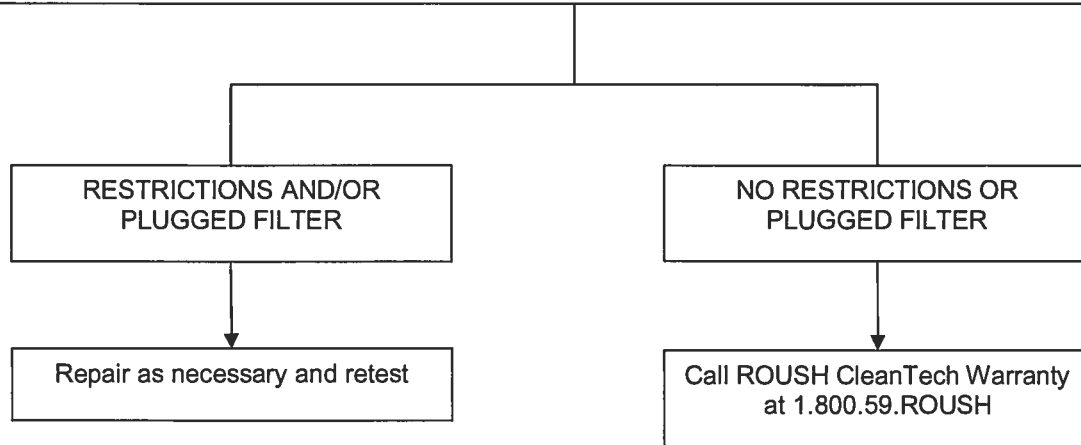 RESTRICTIONS AND/OR
PLUGGED FILTER
NO RESTRICTIONS OR
PLUGGED FILTER
Repair as necessary and retest
Call ROUSH CleanTech Warranty
at 1.800.59.ROUSH